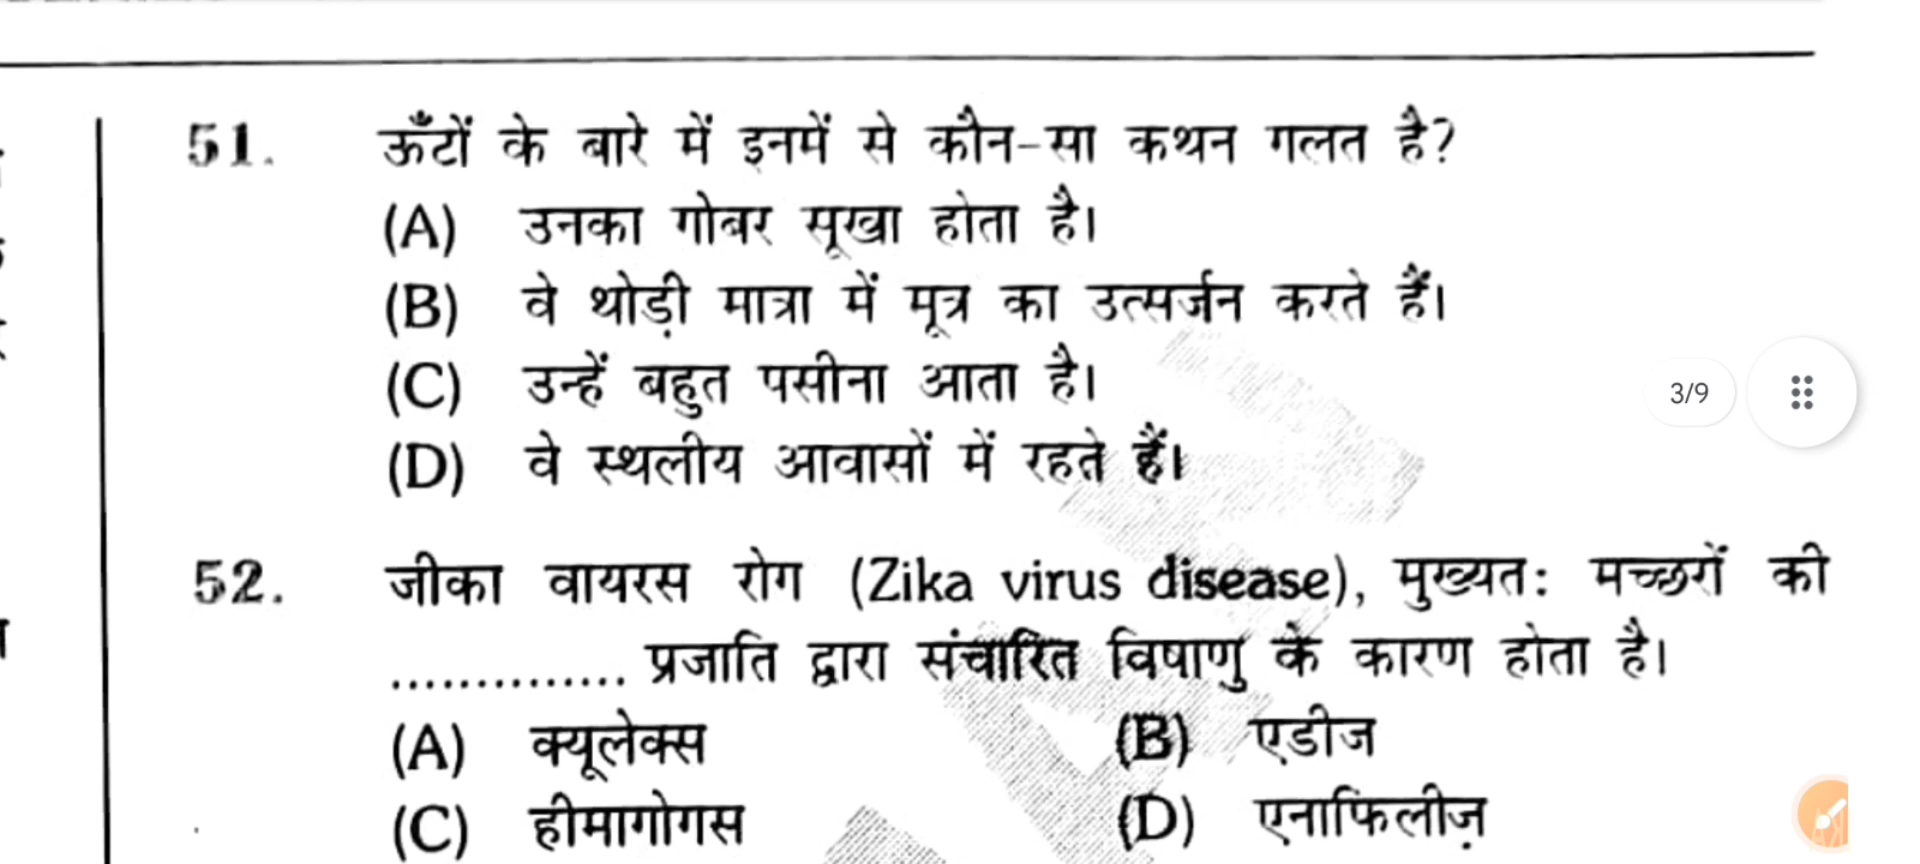 51. ऊँटों के बारे में इनमें से कौन-सा कथन गलत है?
(A) उनका गोबर सूखा होता है।
(B) वे थोड़ी मात्रा में मूत्र का उत्सर्जन करते हैं।
(C) उन्हें बहुत पसीना आता है।
3/9
(D) वे स्थलीय आवासों में रहते हैं।
52. जीका वायरस रोग (Zika virus disease), मुख्यत: मच्छरों की
.............. प्रजाति द्वारा संचारित विषाणु के कारण होता है।
(A) क्यूलेक्स (B) एडीज
(C) हीमागोगस (D) एनाफिलीज़